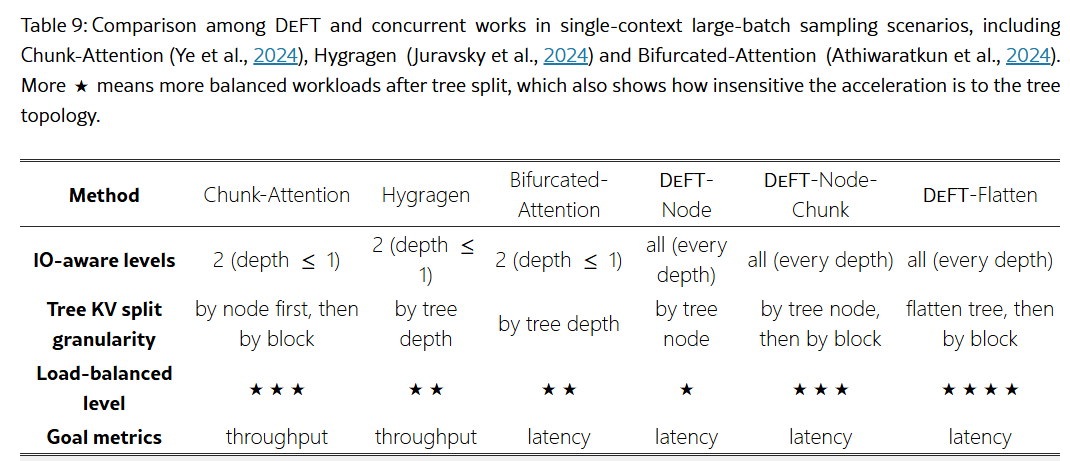 Table 9: Comparison among DEFT and concurrent works in single-context large-batch sampling scenarios, including
Chunk-Attention (Ye et al., 2024), Hygragen (Juravsky et al., 2024) and Bifurcated-Attention (Athiwaratkun et al., 2024).
More ★ means more balanced workloads after tree split, which also shows how insensitive the acceleration is to the tree
topology.
Method Chunk-Attention Hygragen Bifurcated-Attention DEFT-Node DEFT-Node-Chunk DEFT-Flatten
IO-aware levels 2 (depth ≤ 1) 2 (depth ≤ 1) 2 (depth ≤ 1) all (every depth) all (every depth) all (every depth)
Tree KV split granularity by node first, then by block by tree depth by tree depth by tree node by tree node, then by block flatten tree, then by block
Load-balanced level ★★★ ★★ ★★ ★ ★★★ ★★★★
Goal metrics throughput throughput latency latency latency latency